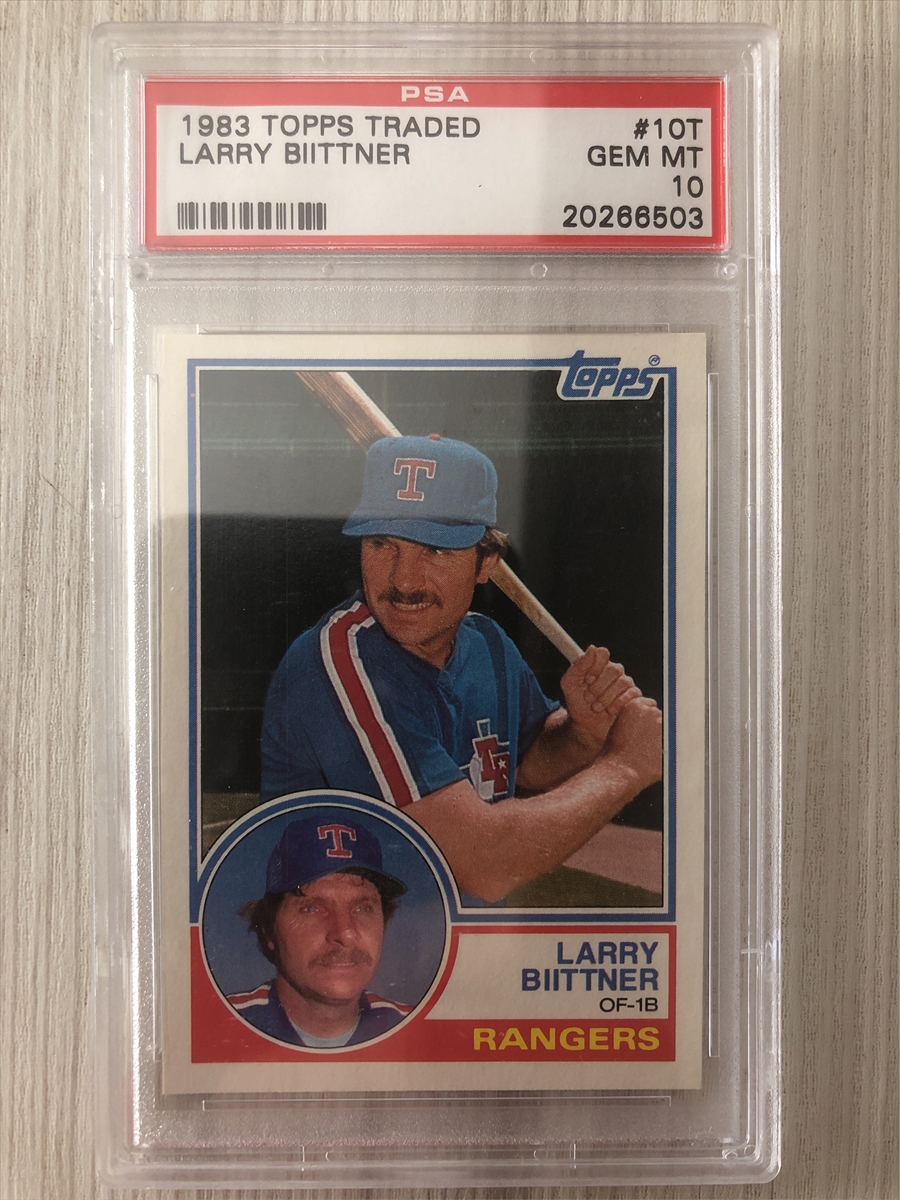 PSA
1983 TOPPS TRADED #10T
LARRY BIITTNER GEM MT
10
20266503
TOPPS®
T
T
LARRY
BIITTNER
OF-1B
RANGERS